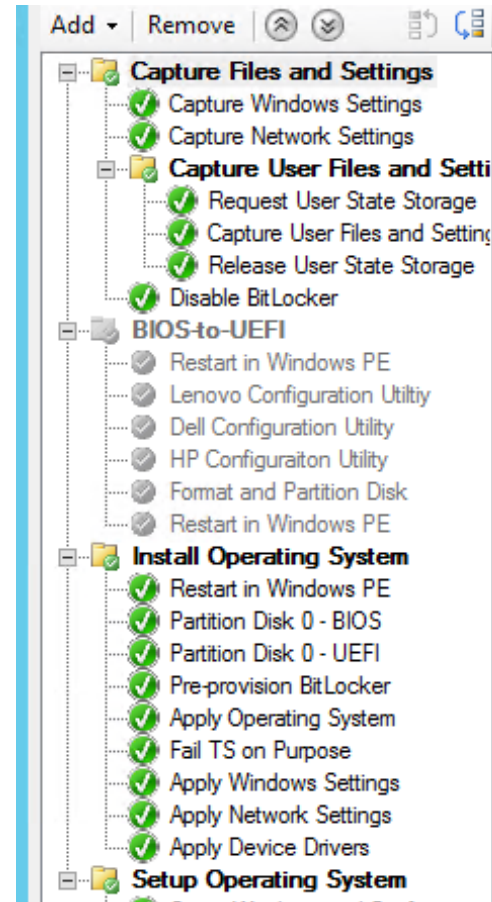 Add Remove
Capture Files and Settings
Capture Windows Settings
Capture Network Settings
Capture User Files and Setti
Request User State Storage
Capture User Files and Setting
Release User State Storage
Disable BitLocker
BIOS-to-UEFI
Restart in Windows PE
Lenovo Configuration Utiltiy
Dell Configuration Utility
HP Configuraiton Utility
Format and Partition Disk
Restart in Windows PE
Install Operating System
Restart in Windows PE
Partition Disk 0 - BIOS
Partition Disk 0 - UEFI
Pre-provision BitLocker
Apply Operating System
Fail TS on Purpose
Apply Windows Settings
Apply Network Settings
Apply Device Drivers
Setup Operating System